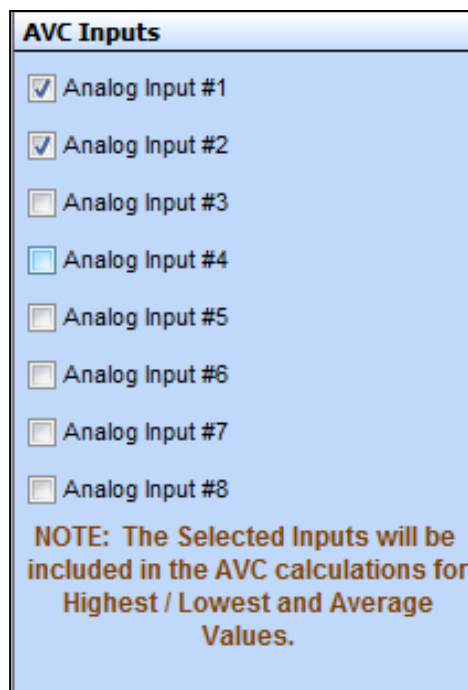 AVC Inputs
Analog Input #1
Analog Input #2
Analog Input #3
Analog Input #4
Analog Input #5
Analog Input #6
Analog Input #7
Analog Input #8
NOTE:  The Selected Inputs will be
included in the AVC calculations for
Highest / Lowest and Average
Values.